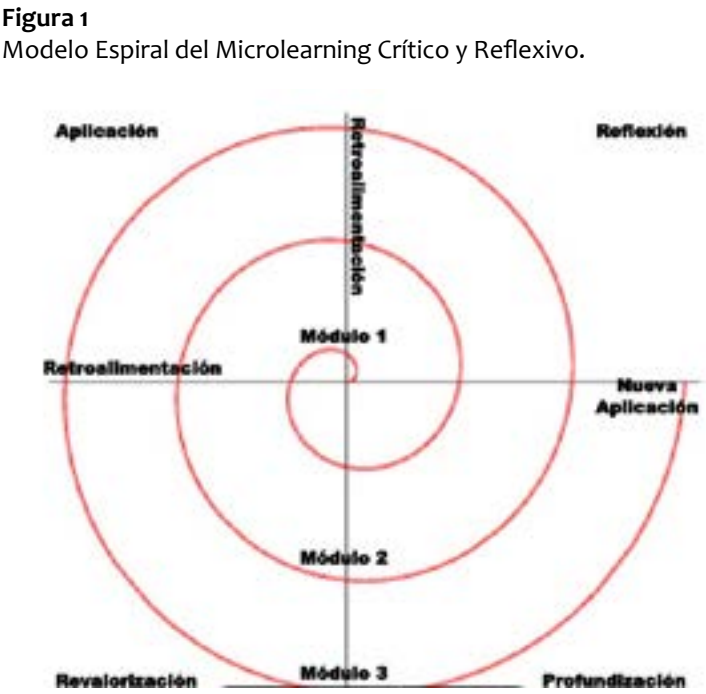 Figura 1
Modelo Espiral del Microlearning Crítico y Reflexivo.
Aplicación
Reflexión
Retroalimentación
Módulo 1
Retroalimentación
Nueva
Aplicación
Módulo 2
Módulo 3
Revalorización
Profundización